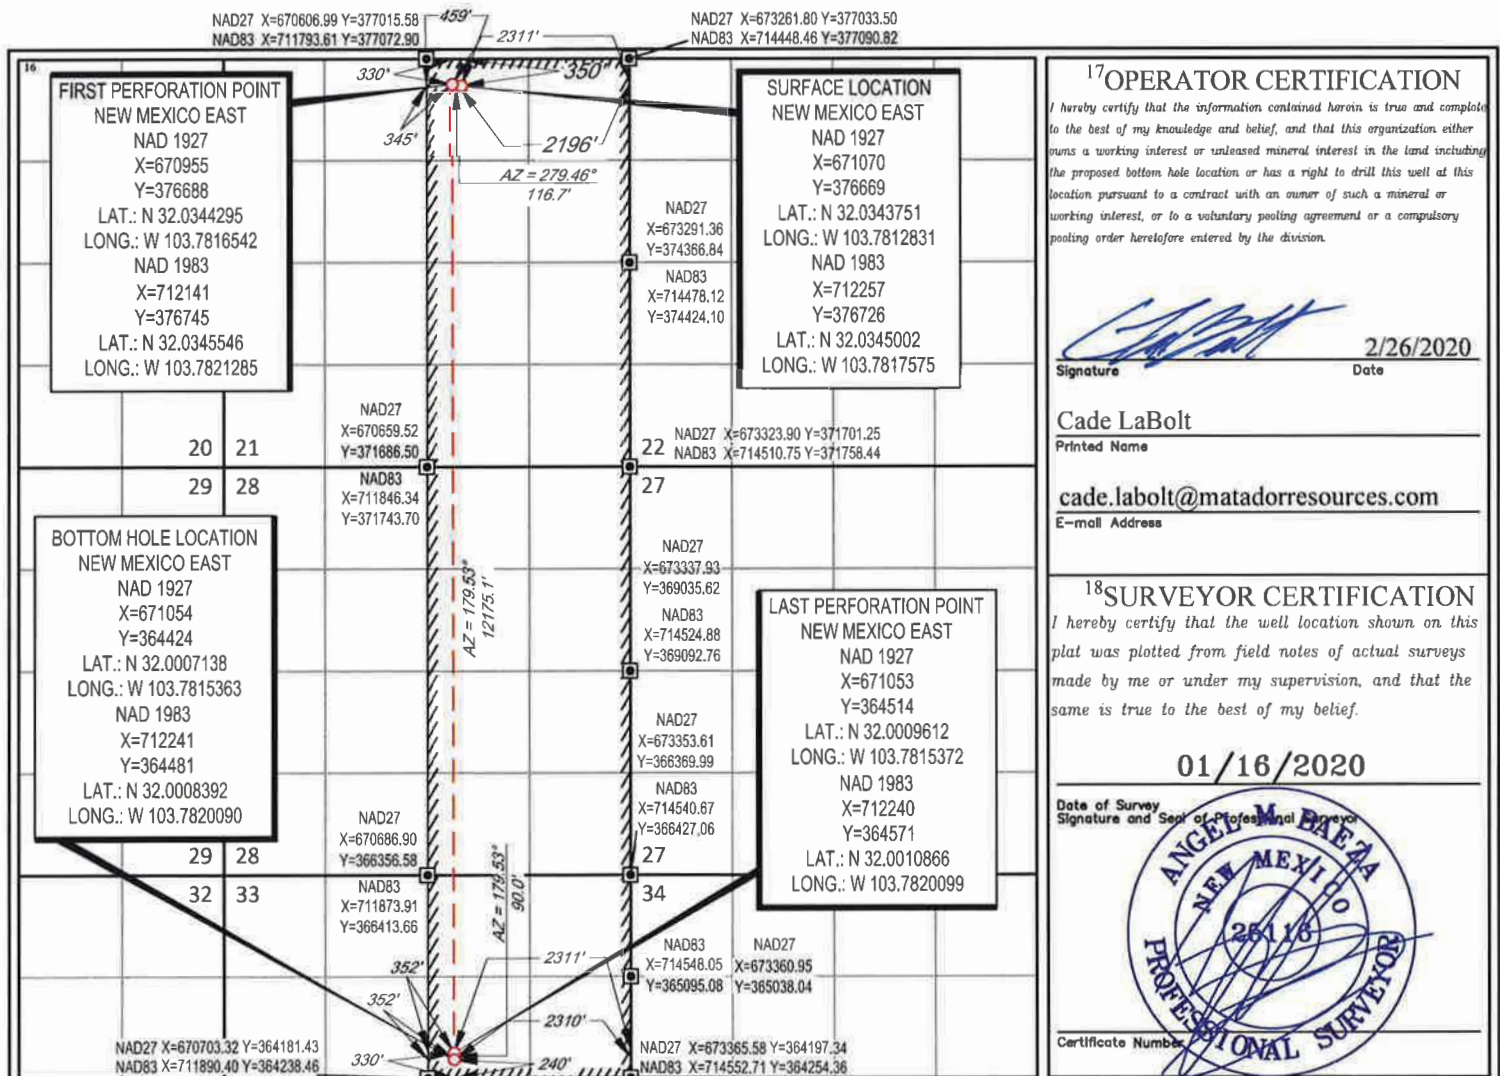 NAD27 X=670606.99 Y=377015.58
NAD83 X=711793.61 Y=377072.90
459'
2311'
NAD27 X=673261.80 Y=377033.50
NAD83 X=714448.46 Y=377090.82
16
330'
350'
345'
2196'
AZ = 279.46°
116.7'
FIRST PERFORATION POINT
NEW MEXICO EAST
NAD 1927
X=670955
Y=376688
LAT.: N 32.0344295
LONG.: W 103.7816542
NAD 1983
X=712141
Y=376745
LAT.: N 32.0345546
LONG.: W 103.7821285
SURFACE LOCATION
NEW MEXICO EAST
NAD 1927
X=671070
Y=376669
LAT.: N 32.0343751
LONG.: W 103.7812831
NAD 1983
X=712257
Y=376726
LAT.: N 32.0345002
LONG.: W 103.7817575
NAD27
X=673291.36
Y=374366.84
NAD83
X=714478.12
Y=374424.10
20 21
29 28
NAD27
X=670659.52
Y=371686.50
NAD83
X=711846.34
Y=371743.70
22
27
NAD27 X=673323.90 Y=371701.25
NAD83 X=714510.75 Y=371758.44
BOTTOM HOLE LOCATION
NEW MEXICO EAST
NAD 1927
X=671054
Y=364424
LAT.: N 32.0007138
LONG.: W 103.7815363
NAD 1983
X=712241
Y=364481
LAT.: N 32.0008392
LONG.: W 103.7820090
AZ = 179.53°
12175.1'
NAD27
X=673337.93
Y=369035.62
NAD83
X=714524.88
Y=369092.76
LAST PERFORATION POINT
NEW MEXICO EAST
NAD 1927
X=671053
Y=364514
LAT.: N 32.0009612
LONG.: W 103.7815372
NAD 1983
X=712240
Y=364571
LAT.: N 32.0010866
LONG.: W 103.7820099
NAD27
X=673353.61
Y=366369.99
NAD83
X=714540.67
Y=366427.06
29 28
32 33
NAD27
X=670686.90
Y=366356.58
NAD83
X=711873.91
Y=366413.66
27
34
AZ = 179.53°
90.0'
NAD83
X=714548.05
Y=365095.08
NAD27
X=673360.95
Y=365038.04
352'
2311'
352'
2310'
330'
240'
NAD27 X=670703.32 Y=364181.43
NAD83 X=711890.40 Y=364238.46
NAD27 X=673365.58 Y=364197.34
NAD83 X=714552.71 Y=364254.36
17OPERATOR CERTIFICATION
I hereby certify that the information contained herein is true and complete
to the best of my knowledge and belief, and that this organization either
owns a working interest or unleased mineral interest in the land including
the proposed bottom hole location or has a right to drill this well at this
location pursuant to a contract with an owner of such a mineral or
working interest, or to a voluntary pooling agreement or a compulsory
pooling order heretofore entered by the division.
2/26/2020
Signature Date
Cade LaBolt
Printed Name
cade.labolt@matadorresources.com
E-mail Address
18SURVEYOR CERTIFICATION
I hereby certify that the well location shown on this
plat was plotted from field notes of actual surveys
made by me or under my supervision, and that the
same is true to the best of my belief.
01/16/2020
Date of Survey
Signature and Seal of Professional Surveyor
ANGEL M. BAEZA
NEW MEXICO
25116
PROFESSIONAL SURVEYOR
Certificate Number